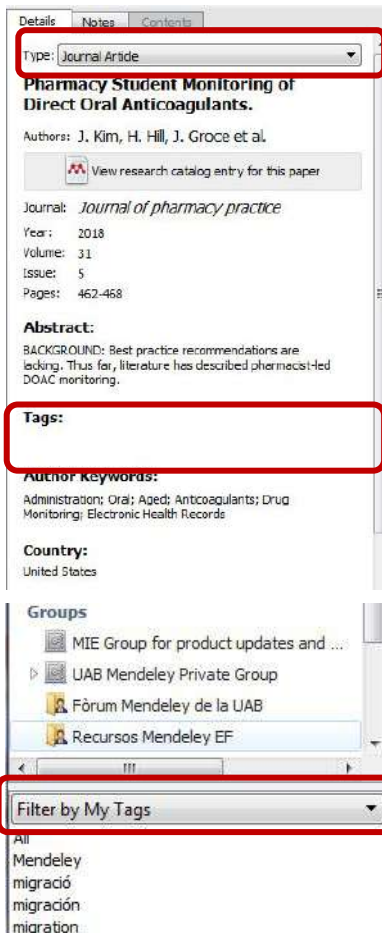 Details Notes Contents
Type: Journal Article
Pharmacy Student Monitoring of
Direct Oral Anticoagulants.
Authors: J. Kim, H. Hill, J. Groce et al.
View research catalog entry for this paper
Journal: Journal of pharmacy practice
Year: 2018
Volume: 31
Issue: 5
Pages: 462-468
Abstract:
BACKGROUND: Best practice recommendations are
lacking. Thus far, literature has described pharmacist-led
DOAC monitoring.
Tags:
Author Keywords:
Administration; Oral; Aged; Anticoagulants; Drug
Monitoring; Electronic Health Records
Country:
United States
Groups
MIE Group for product updates and ...
UAB Mendeley Private Group
Fòrum Mendeley de la UAB
Recursos Mendeley EF
Filter by My Tags
All
Mendeley
migració
migración
migration